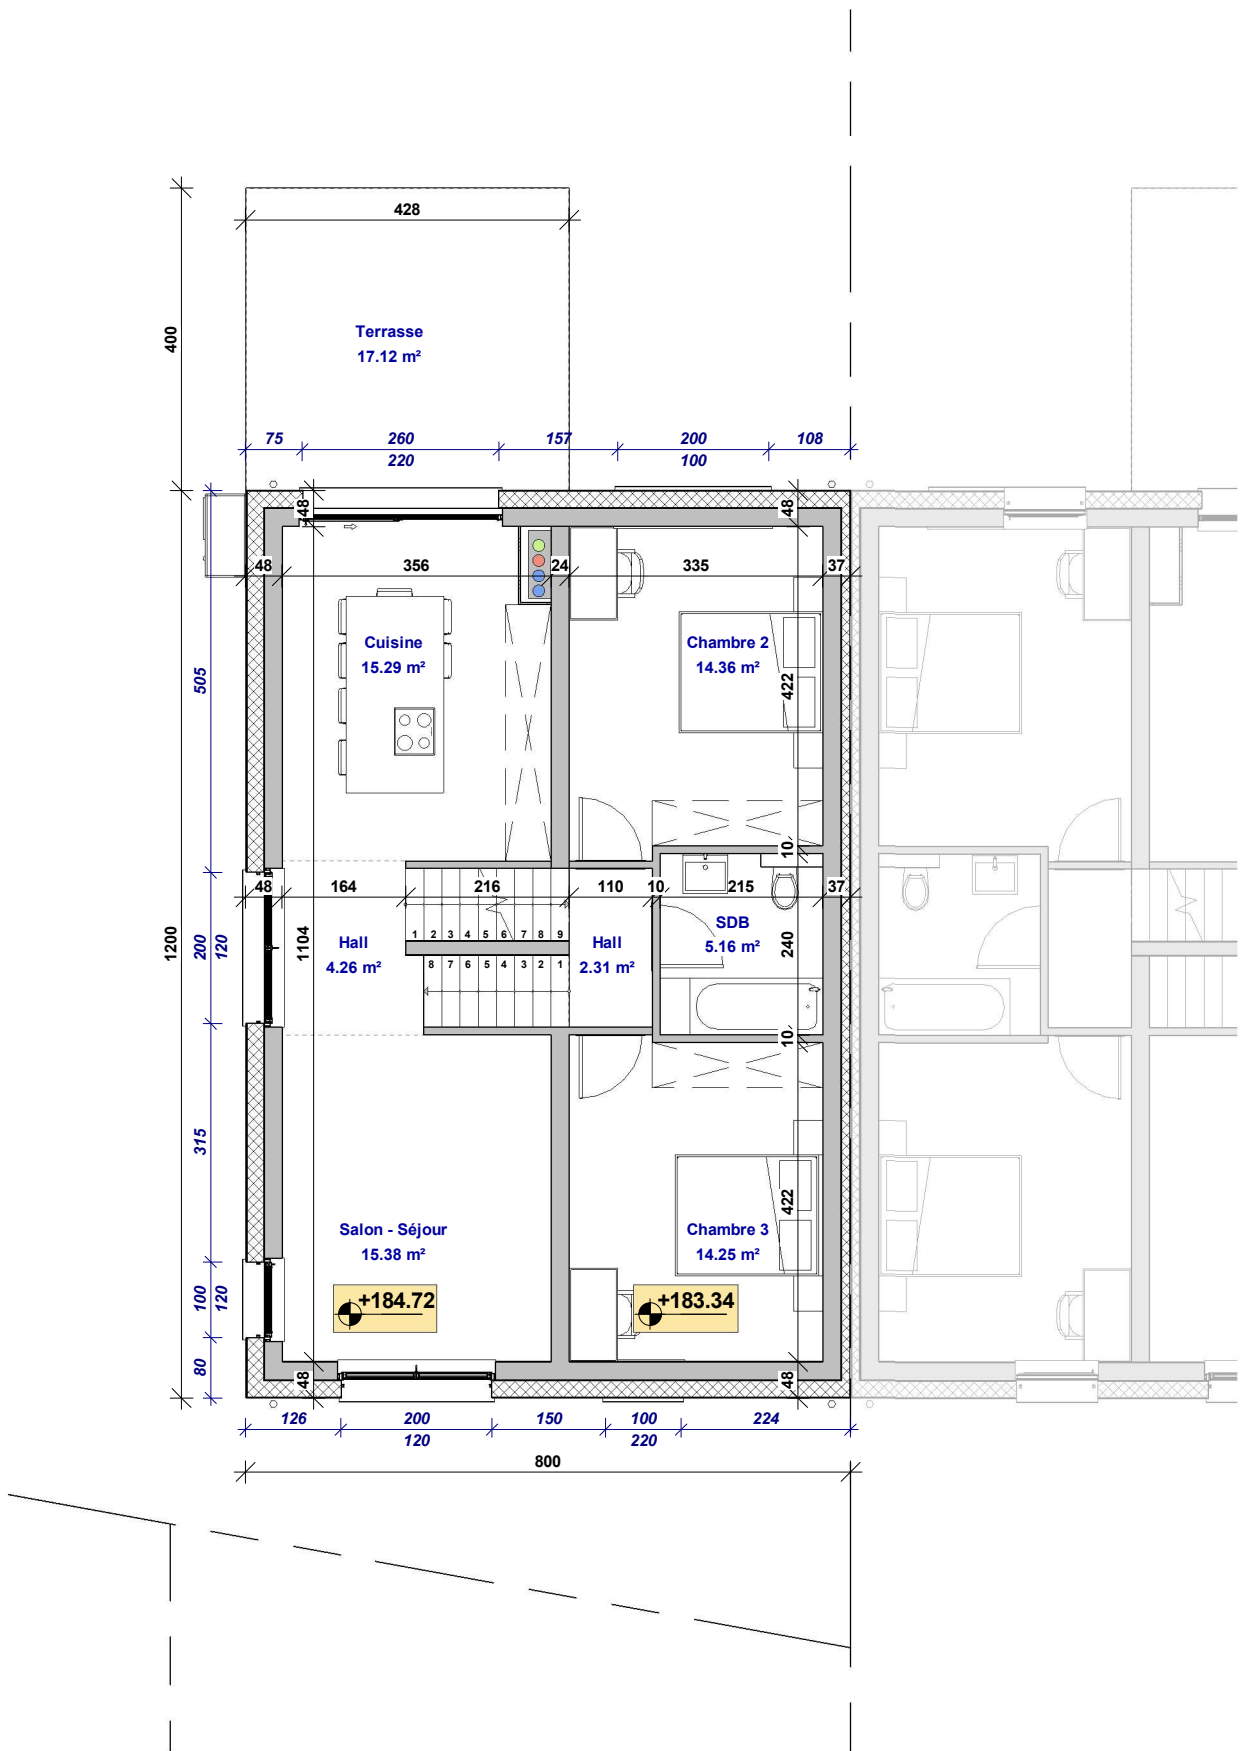 428
400
Terrasse
17.12 m²
75 260 157 200 108
220 100
48 48
48 356 24 335 37
Cuisine
15.29 m²
Chambre 2
14.36 m²
422
505
10
48 164 216 110 10 215 37
1 2 3 4 5 6 7 8 9
Hall
4.26 m²
Hall
2.31 m²
SDB
5.16 m²
240
1200
200
120
1104
8 7 6 5 4 3 2 1
10
315
422
Salon - Séjour
15.38 m²
Chambre 3
14.25 m²
100
120
+184.72
+183.34
80
48 48
126 200 150 100 224
120 220
800